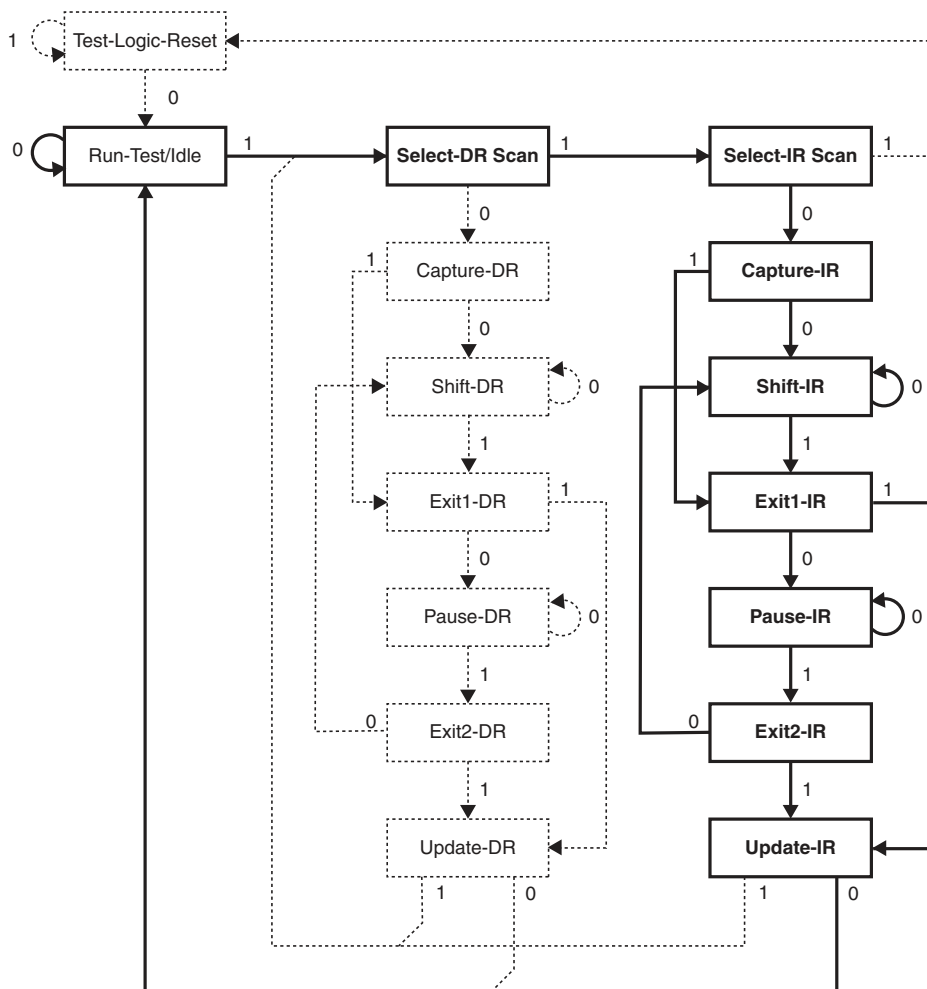 1 Test-Logic-Reset
0
0 Run-Test/Idle 1 Select-DR Scan 1 Select-IR Scan 1
0 0
1 Capture-DR 1 Capture-IR
0 0
Shift-DR 0 Shift-IR 0
1 1
Exit1-DR 1 Exit1-IR 1
0 0
Pause-DR 0 Pause-IR 0
1 1
0 Exit2-DR 0 Exit2-IR
1 1
Update-DR Update-IR
1 0 1 0